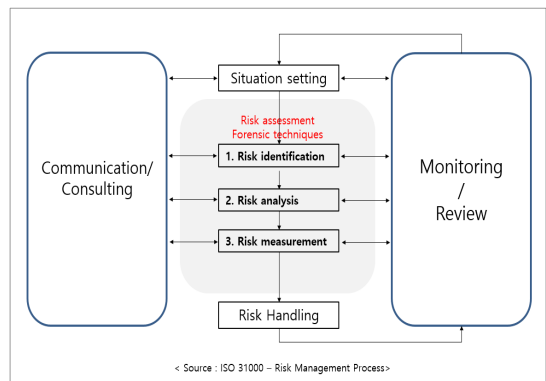 Situation setting
Risk assessment
Forensic techniques
1. Risk identification
2. Risk analysis
3. Risk measurement
Risk Handling
Communication/
Consulting
Monitoring
/
Review
< Source : ISO 31000 – Risk Management Process>